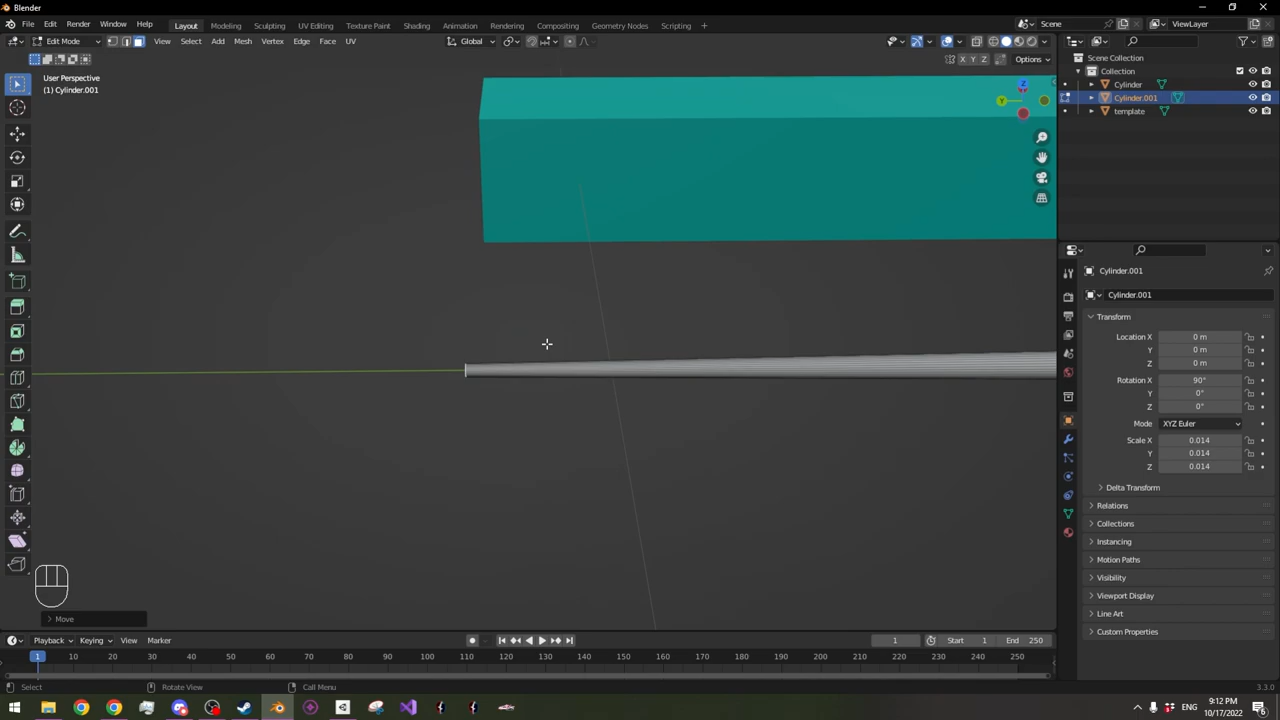 Blender
File Edit Render Window Help Layout Modeling Sculpting UV Editing Texture Paint Shading Animation Rendering Compositing Geometry Nodes Scripting + Scene ViewLayer
Edit Mode View Select Add Mesh Vertex Edge Face UV Global
X Y Z Options
User Perspective
(1) Cylinder.001
Z
Y
Scene Collection
Collection
Cylinder
Cylinder.001
template
Cylinder.001
Cylinder.001
Transform
Location X 0 m
Y 0 m
Z 0 m
Rotation X 90°
Y 0°
Z 0°
Mode XYZ Euler
Scale X 0.014
Y 0.014
Z 0.014
Delta Transform
Relations
Collections
Instancing
Motion Paths
Visibility
Viewport Display
Line Art
Custom Properties
Move
Playback Keying View Marker 1 Start 1 End 250
1 10 20 30 40 50 60 70 80 90 100 110 120 130 140 150 160 170 180 190 200 210 220 230 240 250
Select Rotate View Call Menu 3.3.0
9:12 PM
10/17/2022
6